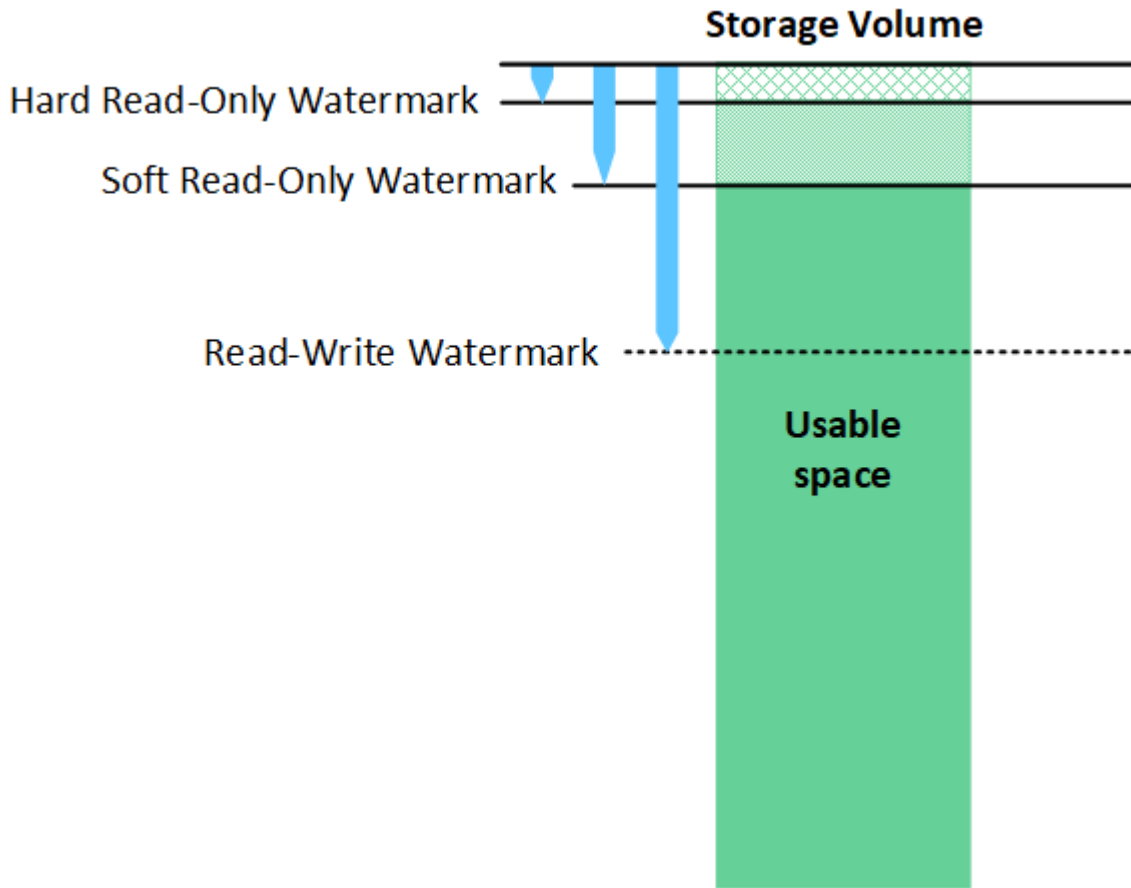 Storage Volume
Hard Read-Only Watermark
Soft Read-Only Watermark
Read-Write Watermark
Usable
space